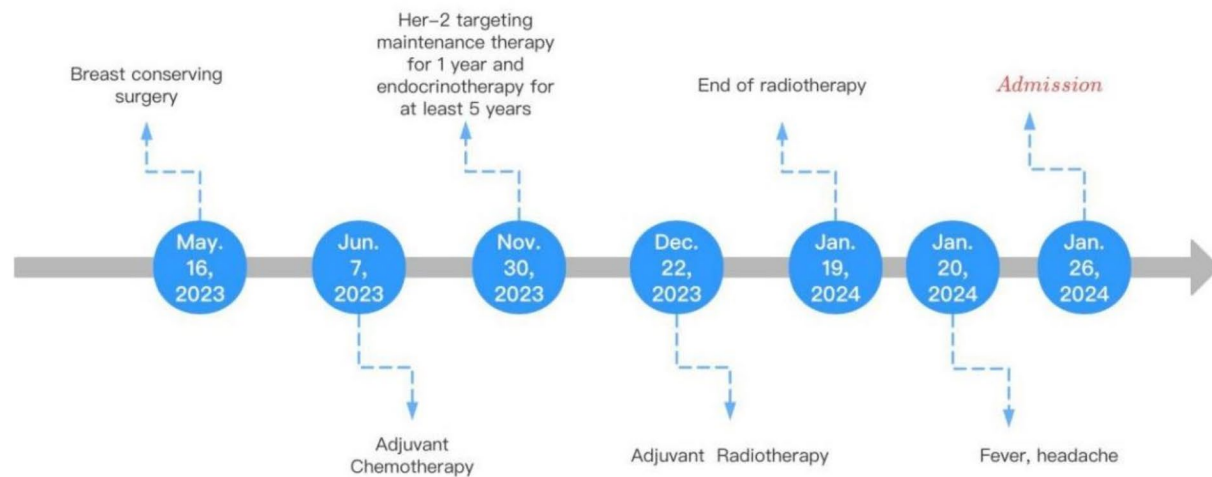 Breast conserving
surgery
Her-2 targeting
maintenance therapy
for 1 year and
endocrinotherapy for
at least 5 years
End of radiotherapy
Admission
May.
16,
2023
Jun.
7,
2023
Nov.
30,
2023
Dec.
22,
2023
Jan.
19,
2024
Jan.
20,
2024
Jan.
26,
2024
Adjuvant
Chemotherapy
Adjuvant Radiotherapy
Fever, headache